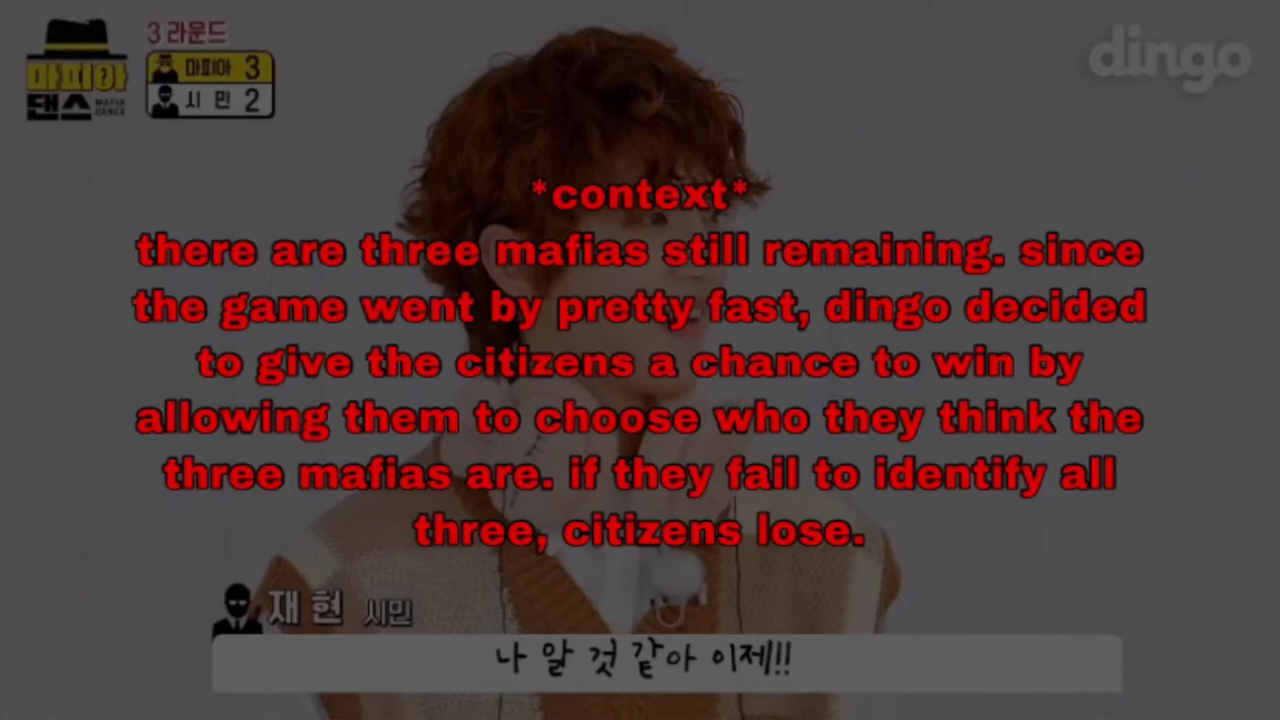 3 라운드
dingo
마피아
댄스
MAFIA
DANCE
마피아 3
시 민 2
*context*
there are three mafias still remaining. since
the game went by pretty fast, dingo decided
to give the citizens a chance to win by
allowing them to choose who they think the
three mafias are. if they fail to identify all
three, citizens lose.
재현 시민
나 알 것 같아 이제!!